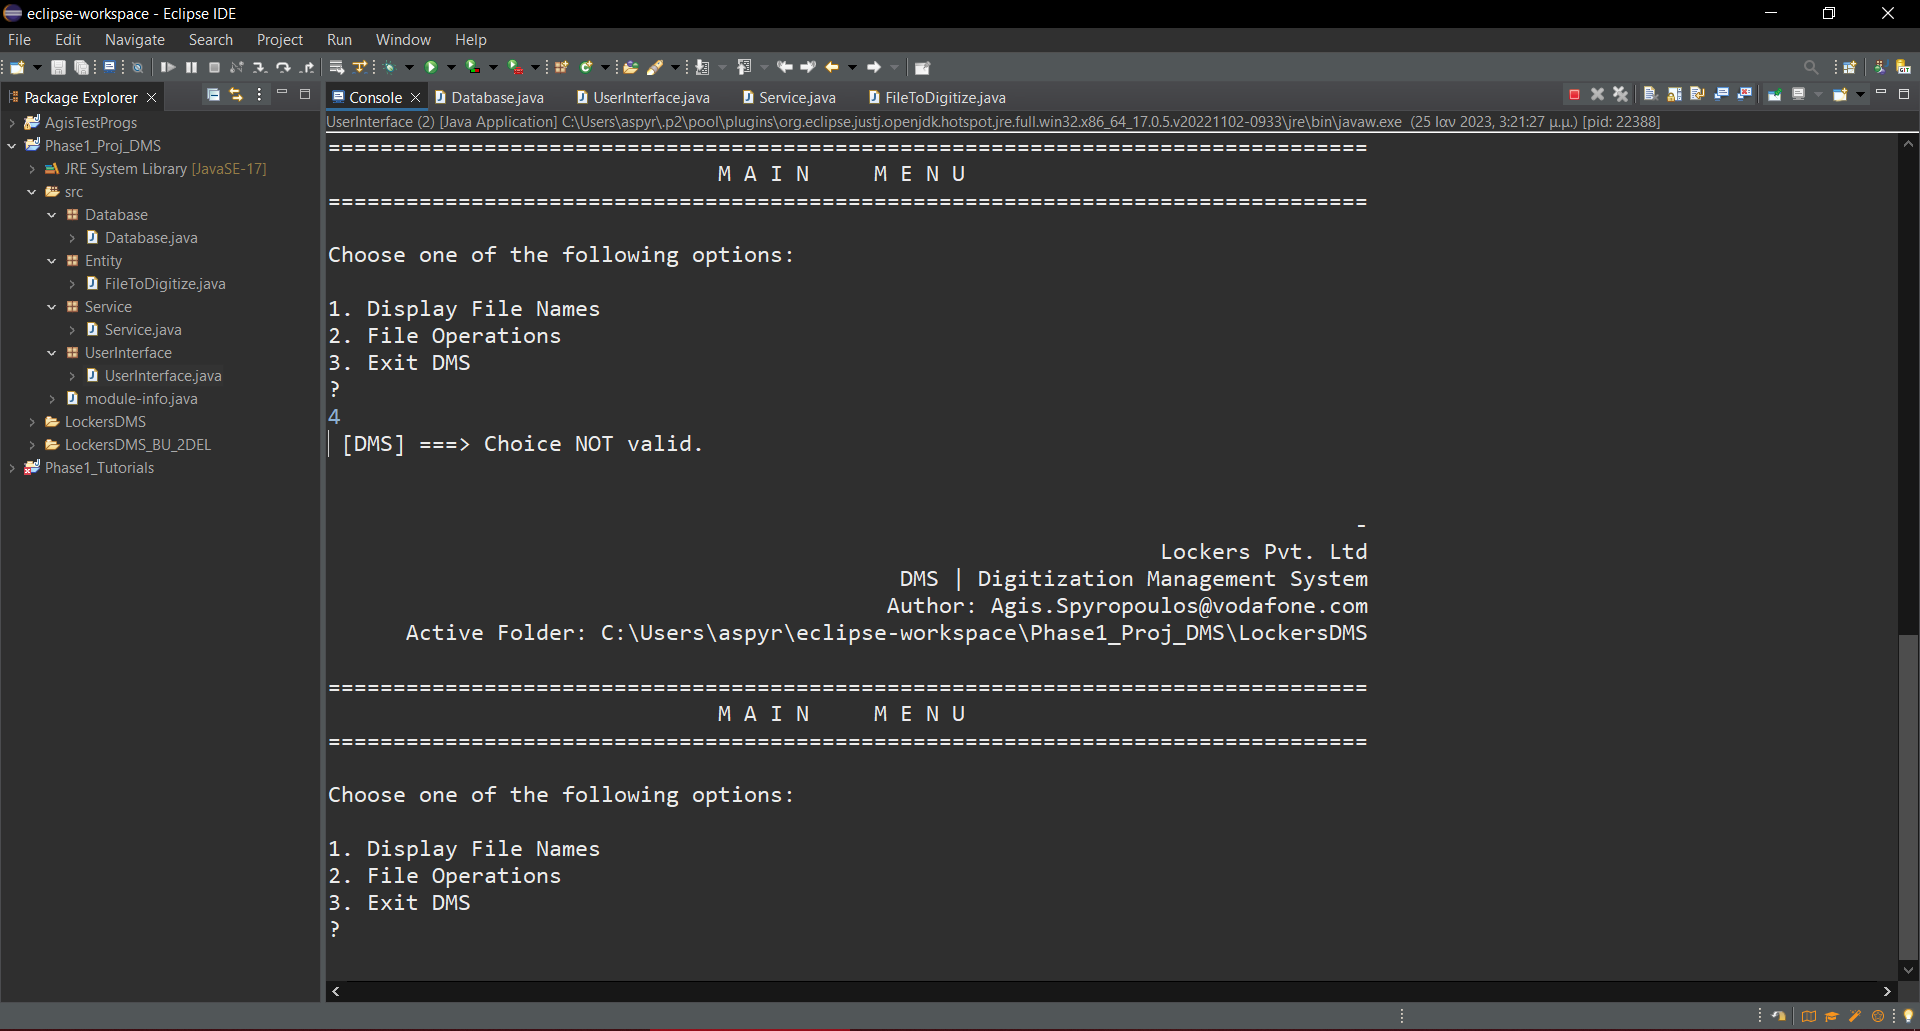 eclipse-workspace - Eclipse IDE
File Edit Navigate Search Project Run Window Help
Package Explorer
AgisTestProgs
Phase1_Proj_DMS
JRE System Library [JavaSE-17]
src
Database
Database.java
Entity
FileToDigitize.java
Service
Service.java
UserInterface
UserInterface.java
module-info.java
LockersDMS
LockersDMS_BU_2DEL
Phase1_Tutorials
Console Database.java UserInterface.java Service.java FileToDigitize.java
UserInterface (2) [Java Application] C:\Users\aspyr\.p2\pool\plugins\org.eclipse.justj.openjdk.hotspot.jre.full.win32.x86_64_17.0.5.v20221102-0933\jre\bin\javaw.exe (25 Ιαν 2023, 3:21:27 μ.μ.) [pid: 22388]
================================================================================
M A I N     M E N U
================================================================================
Choose one of the following options:
1. Display File Names
2. File Operations
3. Exit DMS
?
4
[DMS] ===> Choice NOT valid.
-
Lockers Pvt. Ltd
DMS | Digitization Management System
Author: Agis.Spyropoulos@vodafone.com
Active Folder: C:\Users\aspyr\eclipse-workspace\Phase1_Proj_DMS\LockersDMS
================================================================================
M A I N     M E N U
================================================================================
Choose one of the following options:
1. Display File Names
2. File Operations
3. Exit DMS
?